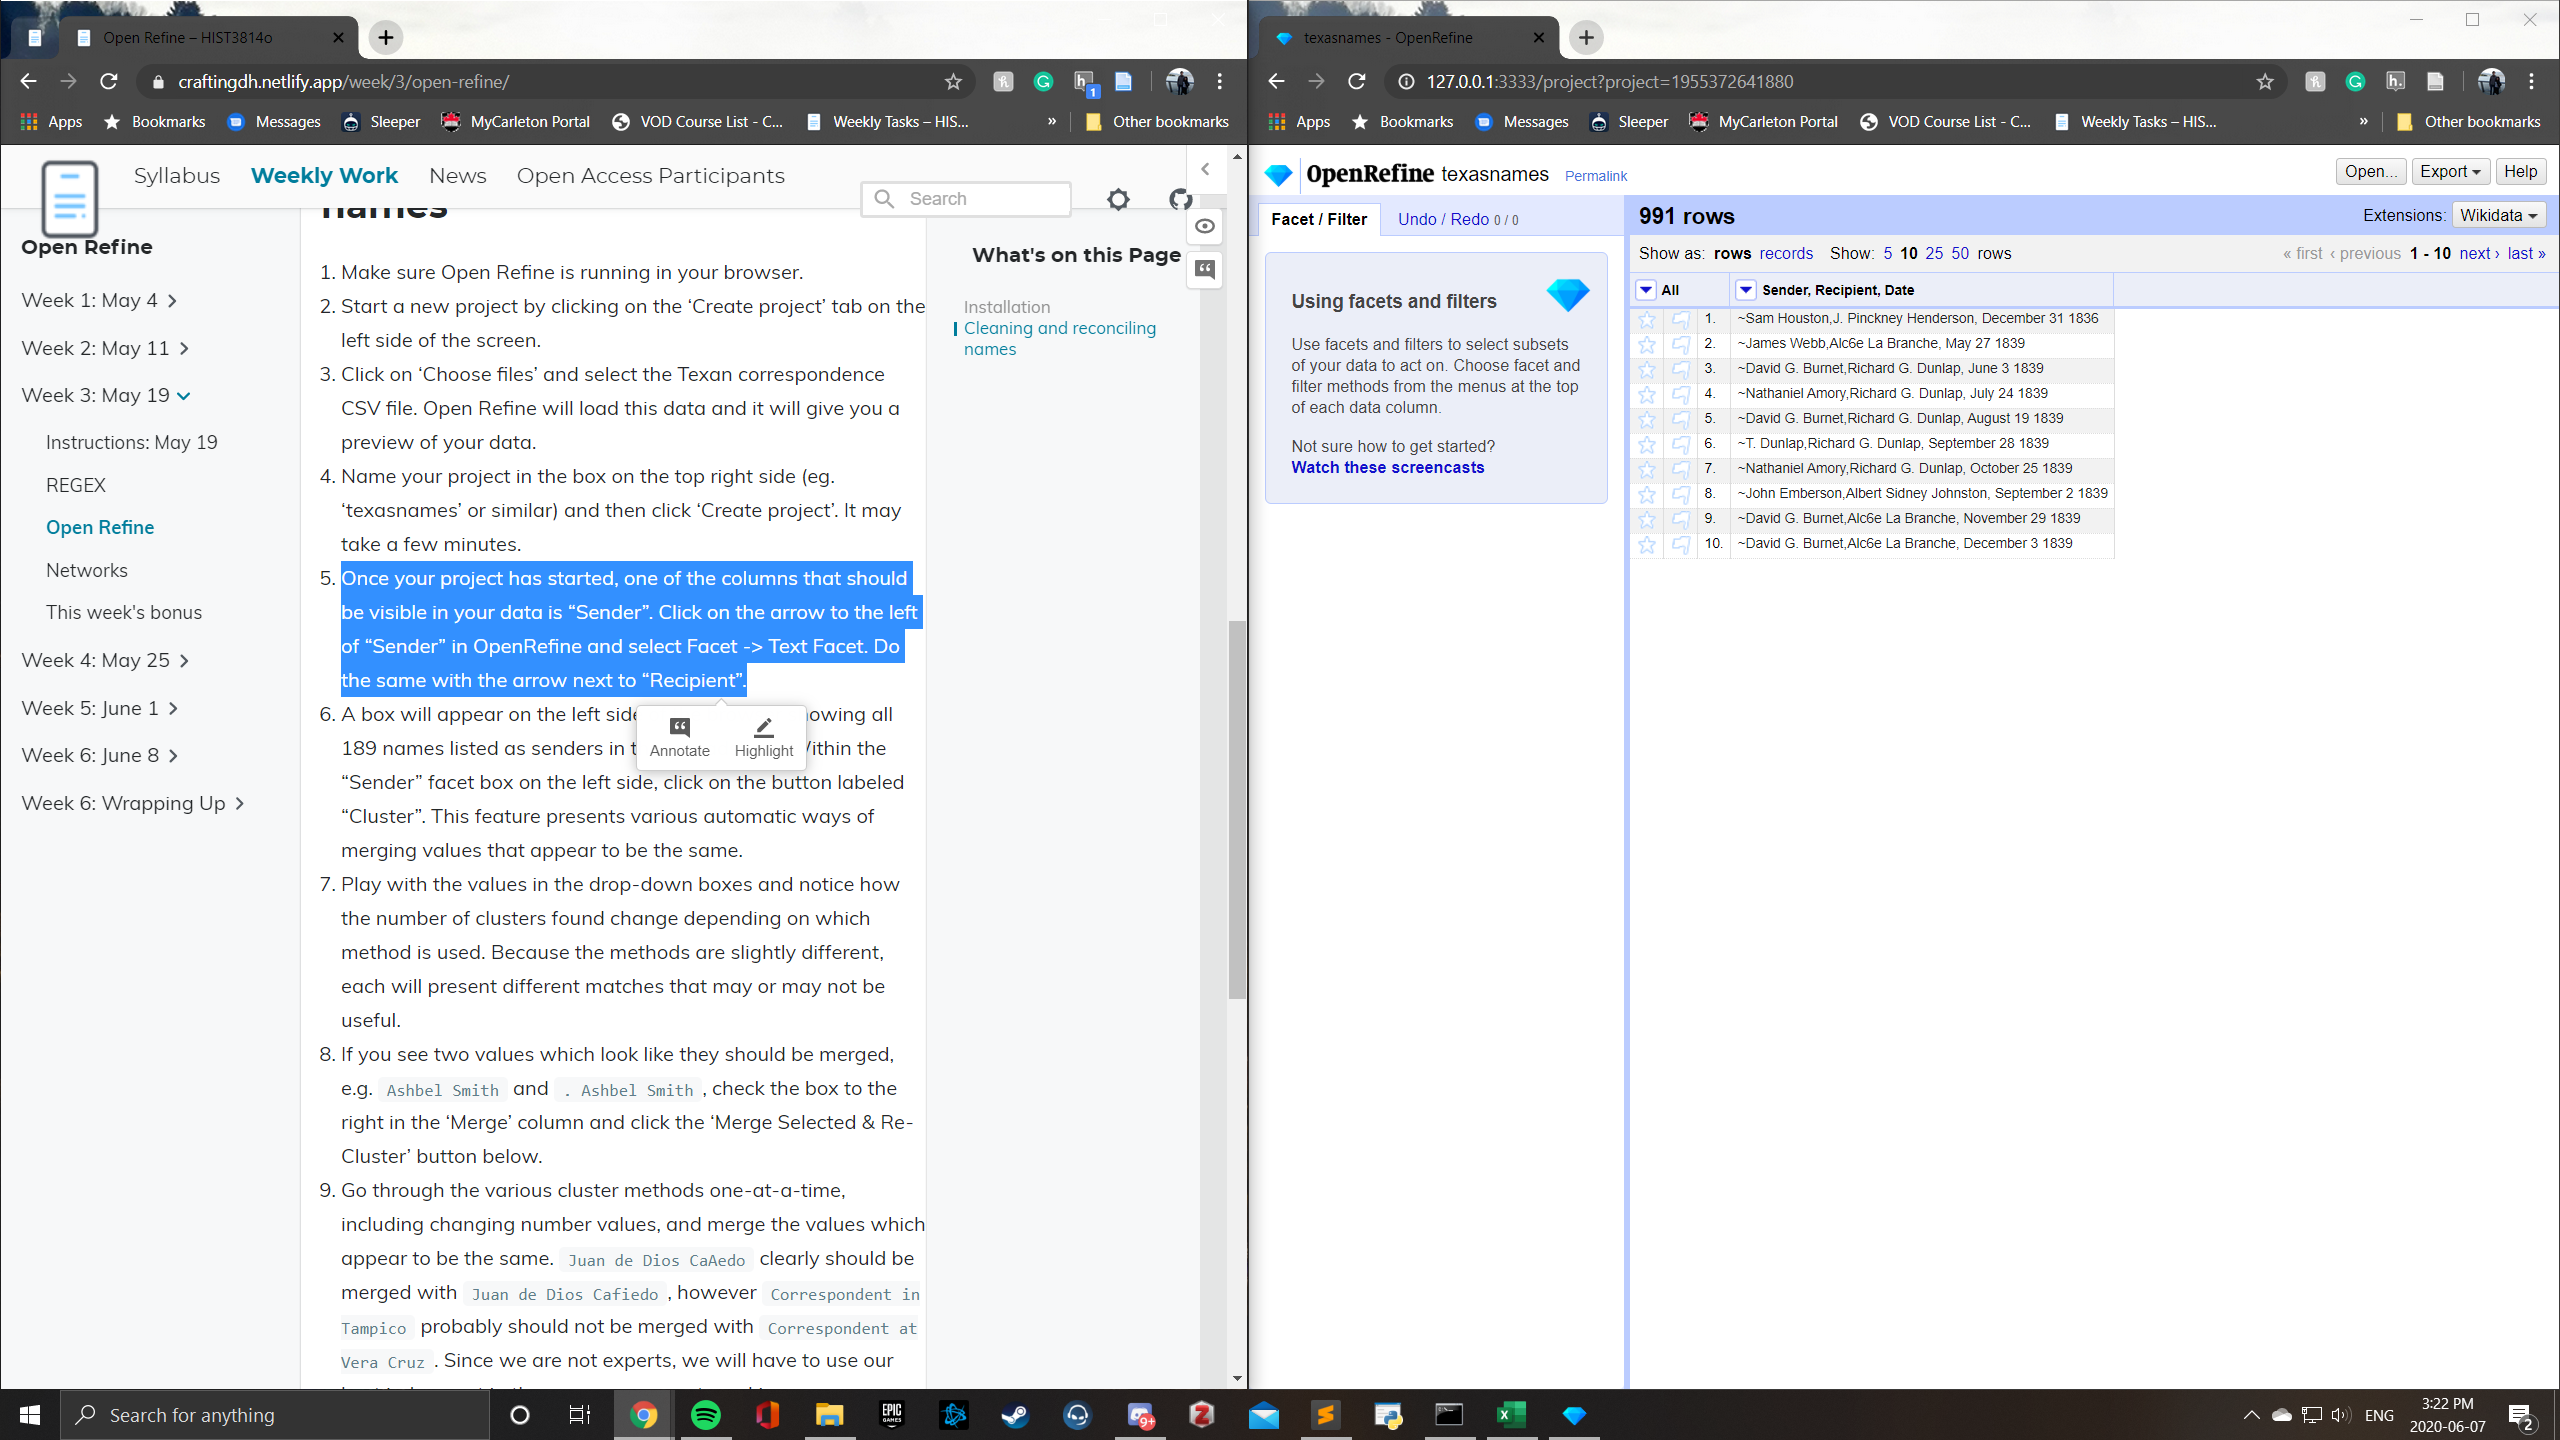 Open Refine – HIST3814o
craftingdh.netlify.app/week/3/open-refine/
1
Apps
Bookmarks
Messages
Sleeper
MyCarleton Portal
VOD Course List - C...
Weekly Tasks – HIS...
»
Other bookmarks
Syllabus
Weekly Work
News
Open Access Participants
Search
names
Open Refine
Week 1: May 4
Week 2: May 11
Week 3: May 19
Instructions: May 19
REGEX
Open Refine
Networks
This week's bonus
Week 4: May 25
Week 5: June 1
Week 6: June 8
Week 6: Wrapping Up
1. Make sure Open Refine is running in your browser.
2. Start a new project by clicking on the ‘Create project’ tab on the
left side of the screen.
3. Click on ‘Choose files’ and select the Texan correspondence
CSV file. Open Refine will load this data and it will give you a
preview of your data.
4. Name your project in the box on the top right side (eg.
‘texasnames’ or similar) and then click ‘Create project’. It may
take a few minutes.
5. Once your project has started, one of the columns that should
be visible in your data is “Sender”. Click on the arrow to the left
of “Sender” in OpenRefine and select Facet -> Text Facet. Do
the same with the arrow next to “Recipient”.
6. A box will appear on the left side howing all
189 names listed as senders in t Within the
“Sender” facet box on the left side, click on the button labeled
“Cluster”. This feature presents various automatic ways of
merging values that appear to be the same.
Annotate
Highlight
7. Play with the values in the drop-down boxes and notice how
the number of clusters found change depending on which
method is used. Because the methods are slightly different,
each will present different matches that may or may not be
useful.
8. If you see two values which look like they should be merged,
e.g. Ashbel Smith and . Ashbel Smith , check the box to the
right in the ‘Merge’ column and click the ‘Merge Selected & Re-
Cluster’ button below.
9. Go through the various cluster methods one-at-a-time,
including changing number values, and merge the values which
appear to be the same. Juan de Dios CaAedo clearly should be
merged with Juan de Dios Cafiedo , however Correspondent in
Tampico probably should not be merged with Correspondent at
Vera Cruz . Since we are not experts, we will have to use our
What's on this Page
Installation
Cleaning and reconciling
names
texasnames - OpenRefine
127.0.0.1:3333/project?project=1955372641880
Apps
Bookmarks
Messages
Sleeper
MyCarleton Portal
VOD Course List - C...
Weekly Tasks – HIS...
»
Other bookmarks
OpenRefine texasnames Permalink
Open...
Export
Help
Facet / Filter
Undo / Redo 0 / 0
Using facets and filters
Use facets and filters to select subsets
of your data to act on. Choose facet and
filter methods from the menus at the top
of each data column.
Not sure how to get started?
Watch these screencasts
991 rows
Extensions: Wikidata
Show as: rows records Show: 5 10 25 50 rows
« first ‹ previous 1 - 10 next › last »
All
Sender, Recipient, Date
1. ~Sam Houston,J. Pinckney Henderson, December 31 1836
2. ~James Webb,Alc6e La Branche, May 27 1839
3. ~David G. Burnet,Richard G. Dunlap, June 3 1839
4. ~Nathaniel Amory,Richard G. Dunlap, July 24 1839
5. ~David G. Burnet,Richard G. Dunlap, August 19 1839
6. ~T. Dunlap,Richard G. Dunlap, September 28 1839
7. ~Nathaniel Amory,Richard G. Dunlap, October 25 1839
8. ~John Emberson,Albert Sidney Johnston, September 2 1839
9. ~David G. Burnet,Alc6e La Branche, November 29 1839
10. ~David G. Burnet,Alc6e La Branche, December 3 1839
Search for anything
EPIC
GAMES
9+
ENG
3:22 PM
2020-06-07
2